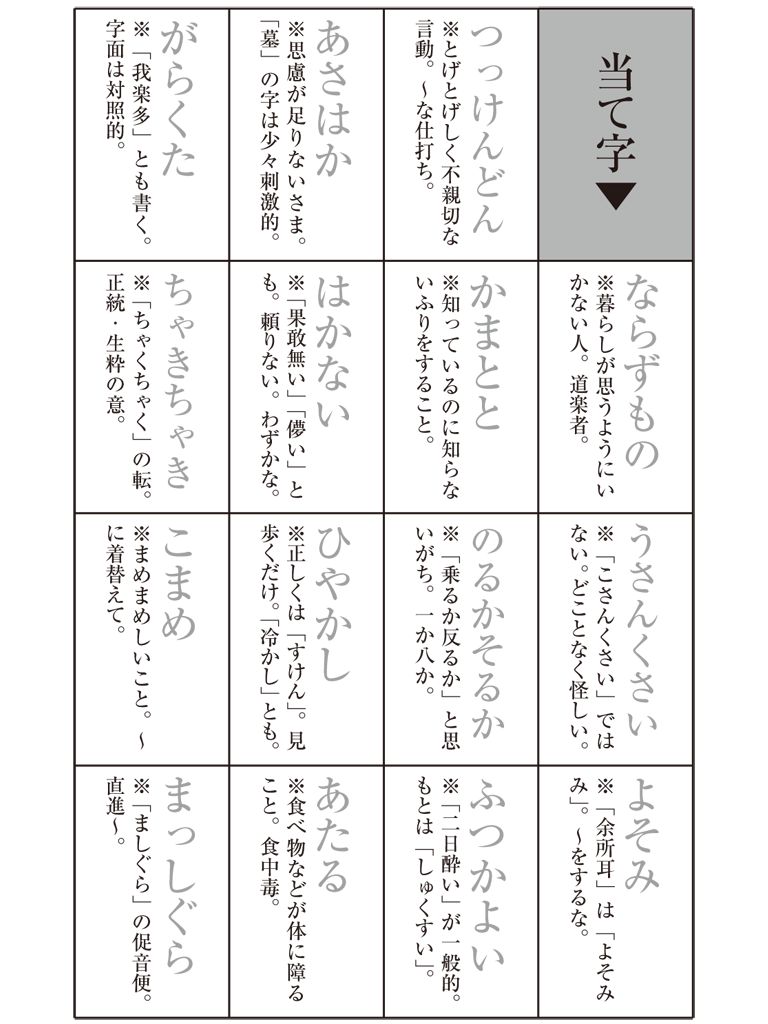 当て字▼
ならずもの
※暮らしが思うようにい
かない人。道楽者。
うさんくさい
※「こさんくさい」では
ない。どことなく怪しい。
よそみ
※「余所耳」は「よそみ
み」。～をするな。
つっけんどん
※とげとげしく不親切な
言動。～な仕打ち。
かまとと
※知っているのに知らな
いふりをすること。
のるかそるか
※「乗るか反るか」と思
いがち。一か八か。
ふつかよい
※「二日酔い」が一般的。
もとは「しゅくすい」。
あさはか
※思慮が足りないさま。
「墓」の字は少々刺激的。
はかない
※「果敢無い」「儚い」と
も。頼りない。わずかな。
ひやかし
※正しくは「すけん」。見
歩くだけ。「冷かし」とも。
あたる
※食べ物などが体に障る
こと。食中毒。
がらくた
※「我楽多」とも書く。
字面は対照的。
ちゃきちゃき
※「ちゃくちゃく」の転。
正統・生粋の意。
こまめ
※まめまめしいこと。～
に着替えて。
まっしぐら
※「ましぐら」の促音便。
直進～。